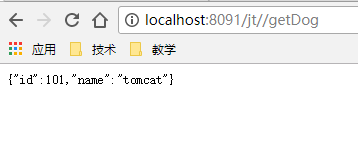 localhost:8091/jt//getDog
应用 技术 教学
{"id":101,"name":"tomcat"}